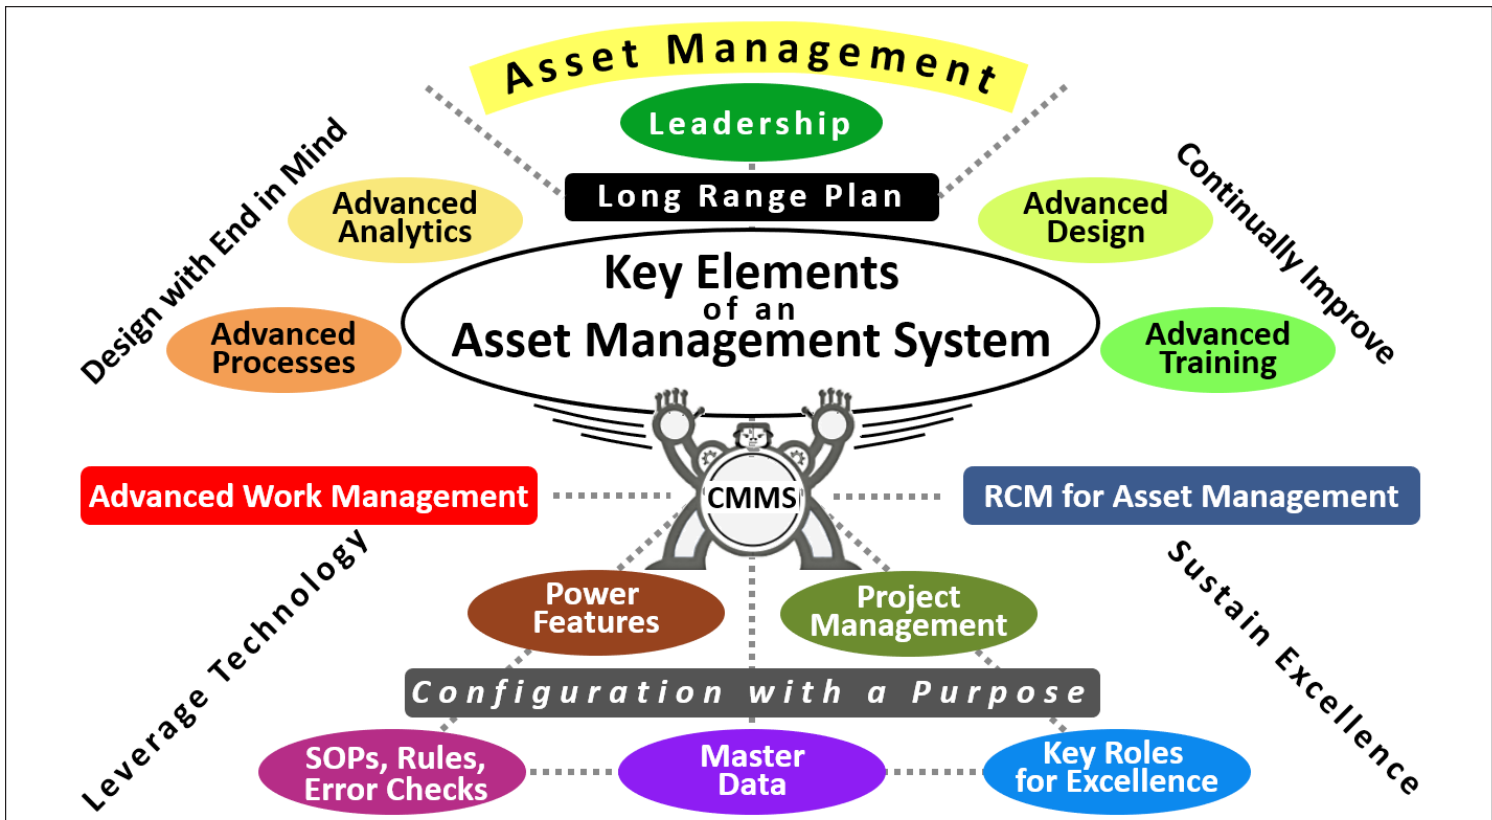 Asset Management
Leadership
Long Range Plan
Design with End in Mind
Continually Improve
Advanced
Analytics
Advanced
Design
Key Elements
of an
Asset Management System
Advanced
Processes
Advanced
Training
Advanced Work Management
CMMS
RCM for Asset Management
Leverage Technology
Sustain Excellence
Power
Features
Project
Management
Configuration with a Purpose
SOPs, Rules,
Error Checks
Master
Data
Key Roles
for Excellence